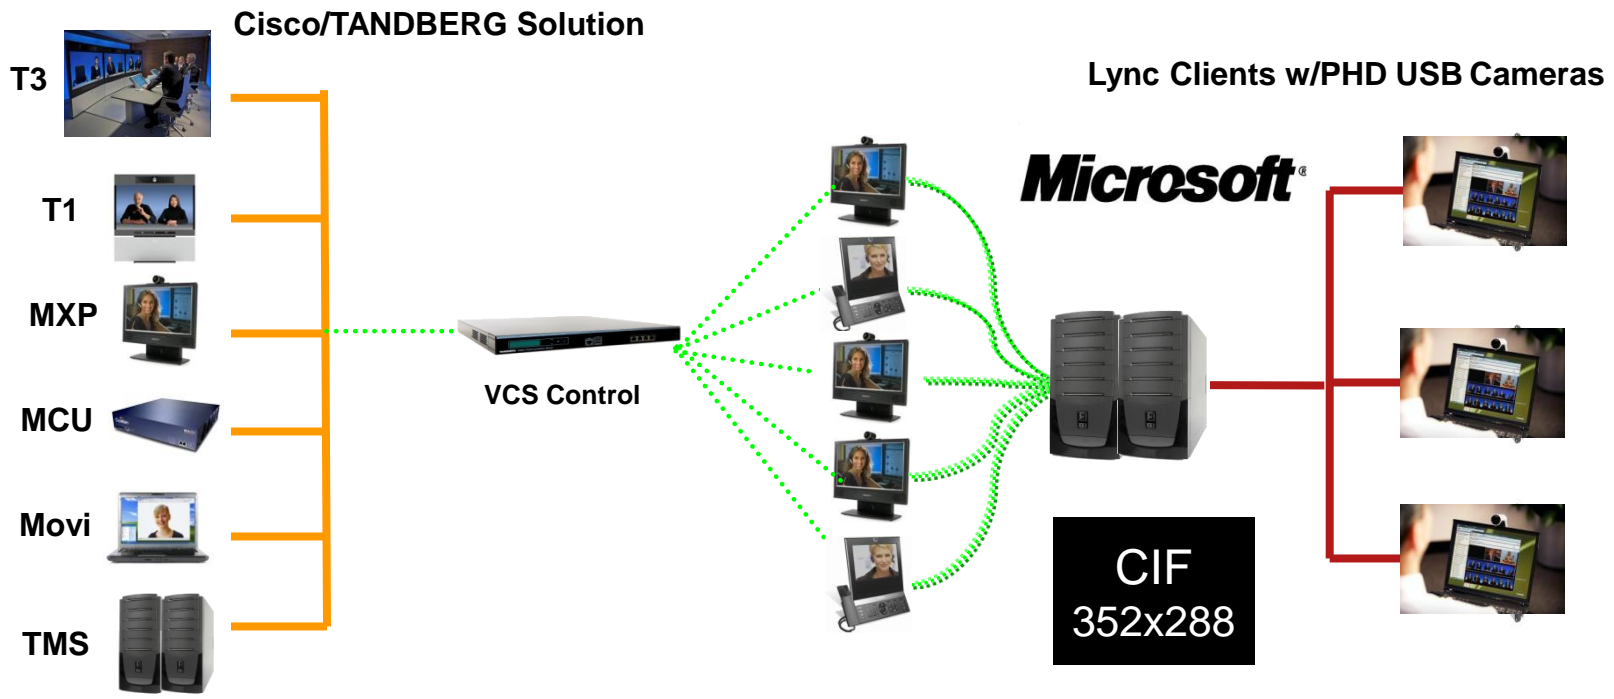 Cisco/TANDBERG Solution
T3
T1
MXP
MCU
Movi
TMS
VCS Control
Lync Clients w/PHD USB Cameras
Microsoft®
CIF
352x288